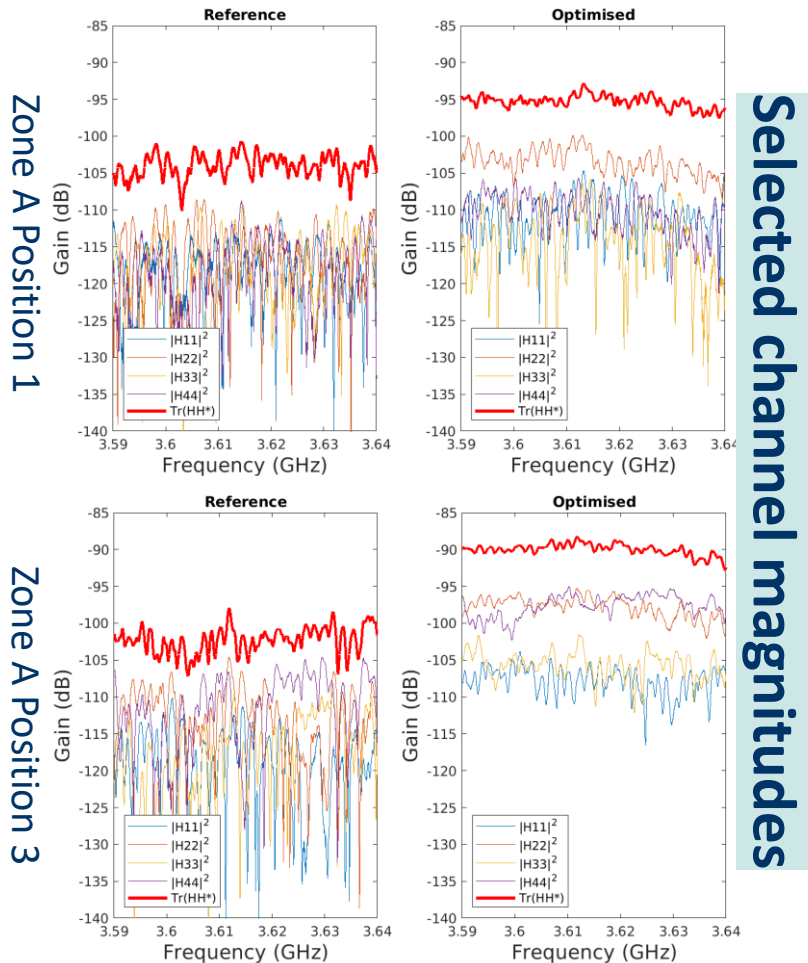 Selected channel magnitudes
Zone A Position 1
Reference
-85
-90
-95
-100
-105
-110
-115
-120
-125
-130
-135
-140
Gain (dB)
|H11|²
|H22|²
|H33|²
|H44|²
Tr(HH*)
3.59 3.6 3.61 3.62 3.63 3.64
Frequency (GHz)
Optimised
-85
-90
-95
-100
-105
-110
-115
-120
-125
-130
-135
-140
Gain (dB)
|H11|²
|H22|²
|H33|²
|H44|²
Tr(HH*)
3.59 3.6 3.61 3.62 3.63 3.64
Frequency (GHz)
Zone A Position 3
Reference
-85
-90
-95
-100
-105
-110
-115
-120
-125
-130
-135
-140
Gain (dB)
|H11|²
|H22|²
|H33|²
|H44|²
Tr(HH*)
3.59 3.6 3.61 3.62 3.63 3.64
Frequency (GHz)
Optimised
-85
-90
-95
-100
-105
-110
-115
-120
-125
-130
-135
-140
Gain (dB)
|H11|²
|H22|²
|H33|²
|H44|²
Tr(HH*)
3.59 3.6 3.61 3.62 3.63 3.64
Frequency (GHz)